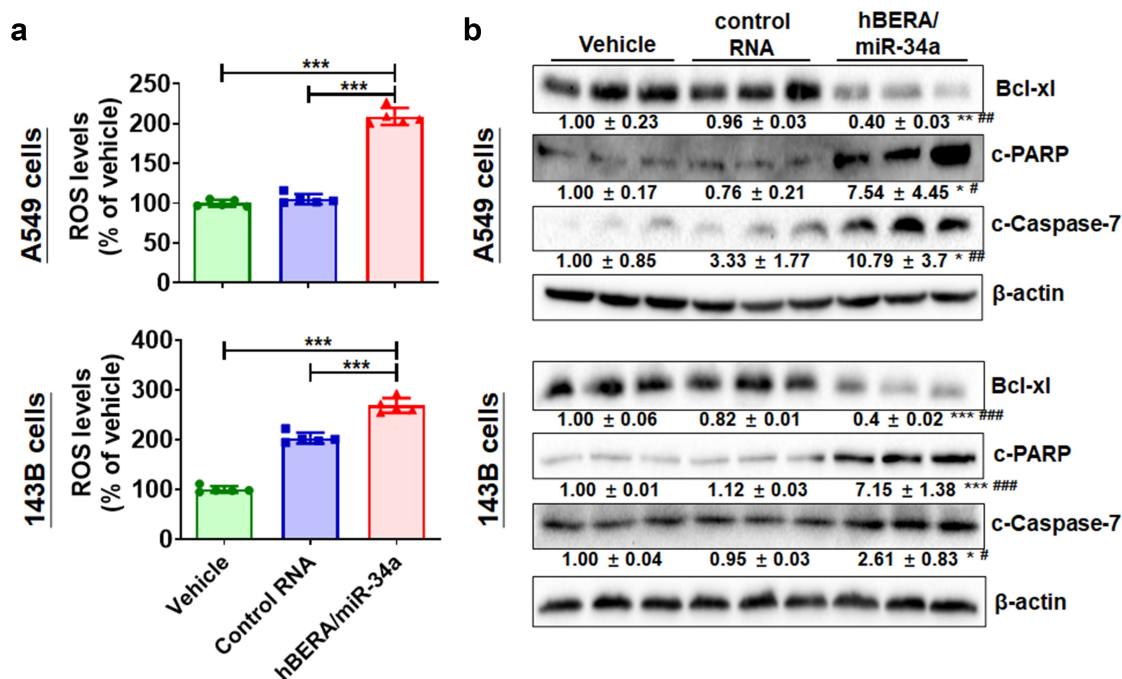 a
A549 cells
ROS levels
(% of vehicle)
250
200
150
100
50
0
***
***
143B cells
ROS levels
(% of vehicle)
400
300
200
100
0
***
***
Vehicle
Control RNA
hBERA/miR-34a
b
Vehicle
control
RNA
hBERA/
miR-34a
A549 cells
Bcl-xl
1.00 ± 0.23 0.96 ± 0.03 0.40 ± 0.03 ** ##
c-PARP
1.00 ± 0.17 0.76 ± 0.21 7.54 ± 4.45 * #
c-Caspase-7
1.00 ± 0.85 3.33 ± 1.77 10.79 ± 3.7 * ##
β-actin
143B cells
Bcl-xl
1.00 ± 0.06 0.82 ± 0.01 0.4 ± 0.02 *** ###
c-PARP
1.00 ± 0.01 1.12 ± 0.03 7.15 ± 1.38 *** ###
c-Caspase-7
1.00 ± 0.04 0.95 ± 0.03 2.61 ± 0.83 * #
β-actin